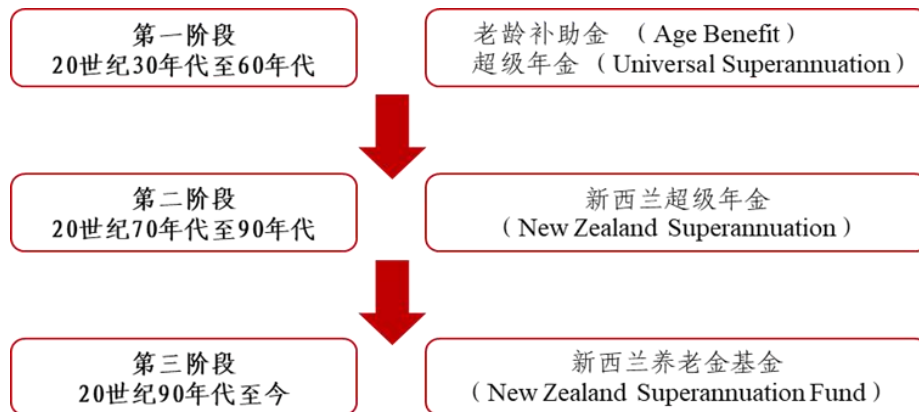 第一阶段
20世纪30年代至60年代
老龄补助金 （Age Benefit）
超级年金 （Universal Superannuation）
第二阶段
20世纪70年代至90年代
新西兰超级年金
（New Zealand Superannuation）
第三阶段
20世纪90年代至今
新西兰养老金基金
（New Zealand Superannuation Fund）